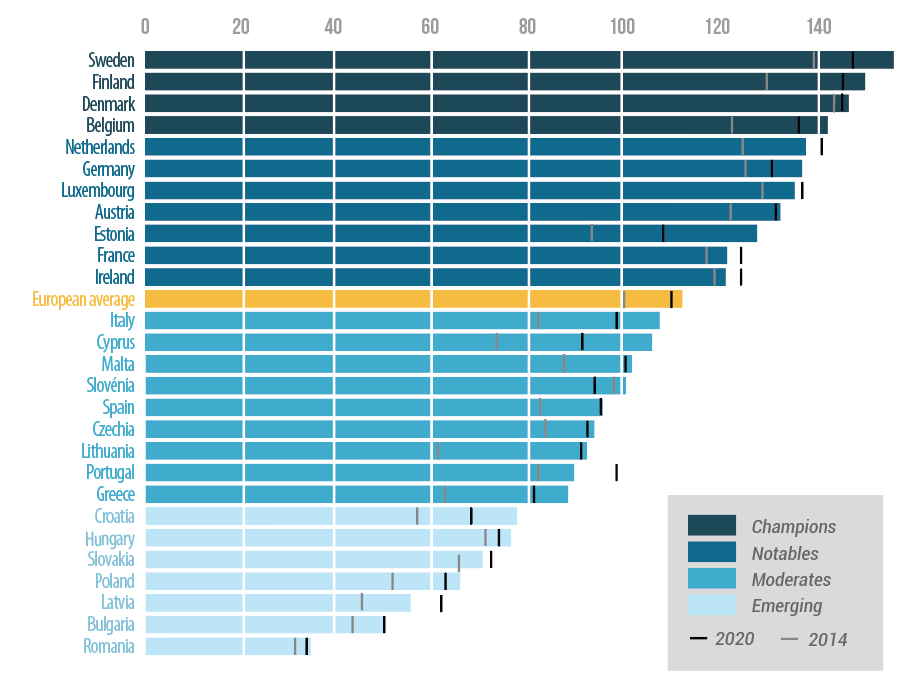 0 20 40 60 80 100 120 140
Sweden
Finland
Denmark
Belgium
Netherlands
Germany
Luxembourg
Austria
Estonia
France
Ireland
European average
Italy
Cyprus
Malta
Slovénia
Spain
Czechia
Lithuania
Portugal
Greece
Croatia
Hungary
Slovakia
Poland
Latvia
Bulgaria
Romania
Champions
Notables
Moderates
Emerging
2020 2014